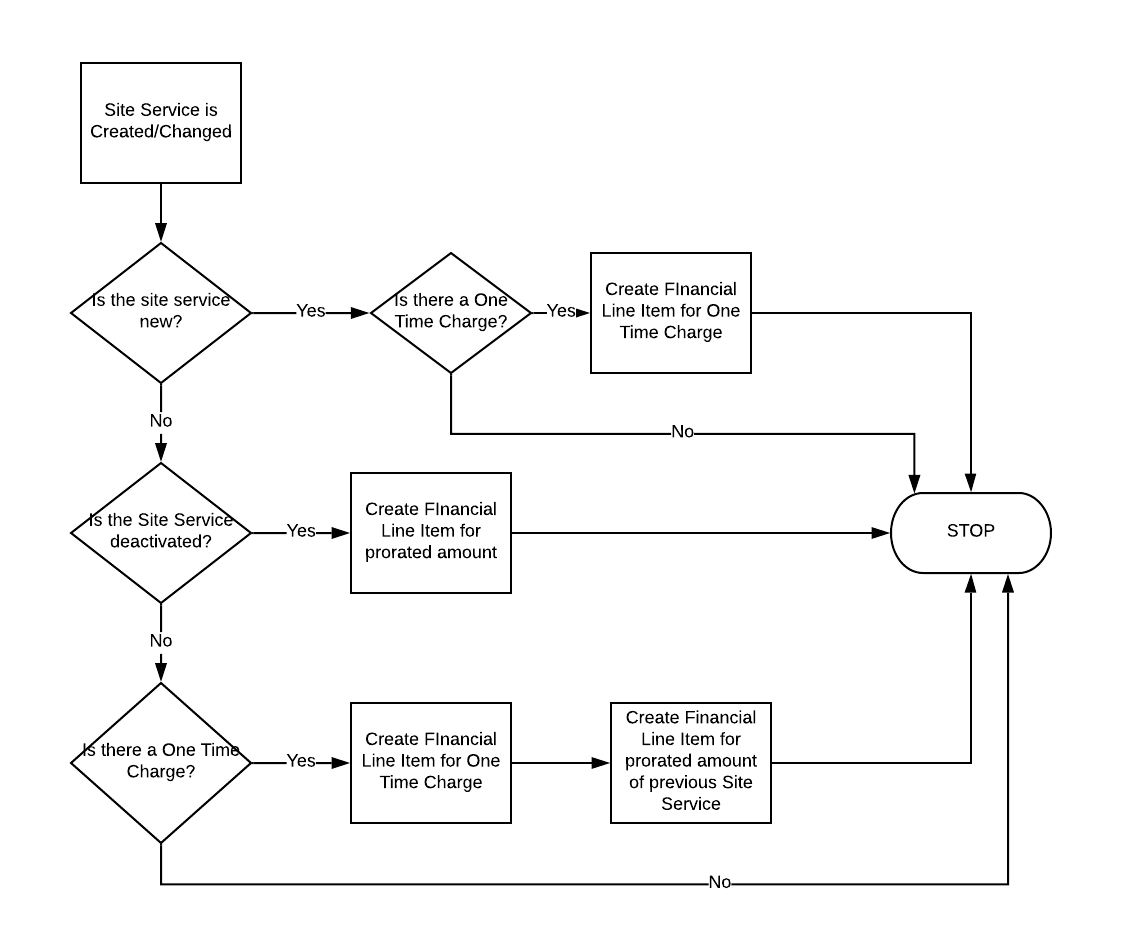 Site Service is
Created/Changed
Is the site service
new?
Yes
Is there a One
Time Charge?
Yes
Create FInancial
Line Item for One
Time Charge
No
No
Is the Site Service
deactivated?
Yes
Create FInancial
Line Item for
prorated amount
STOP
No
Is there a One Time
Charge?
Yes
Create FInancial
Line Item for One
Time Charge
Create Financial
Line Item for
prorated amount
of previous Site
Service
No